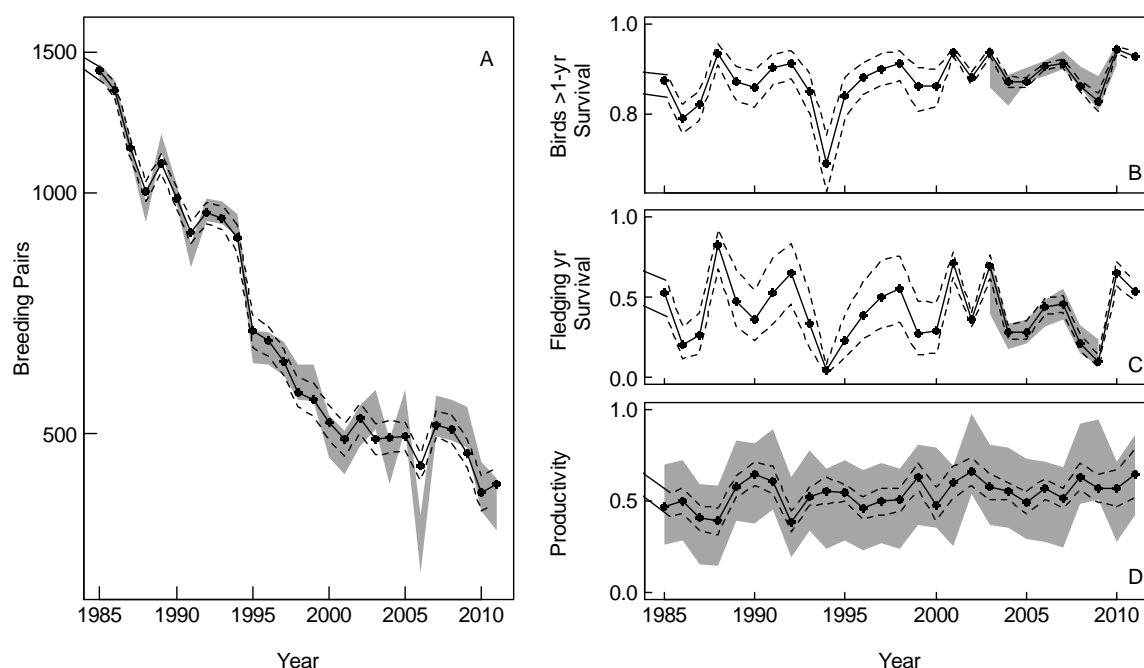 A
1500
1000
500
Breeding Pairs
1985 1990 1995 2000 2005 2010
Year
1.0
0.8
Birds >1-yr
Survival
B
1.0
0.5
0.0
Fledging yr
Survival
C
1.0
0.5
0.0
Productivity
D
1985 1990 1995 2000 2005 2010
Year